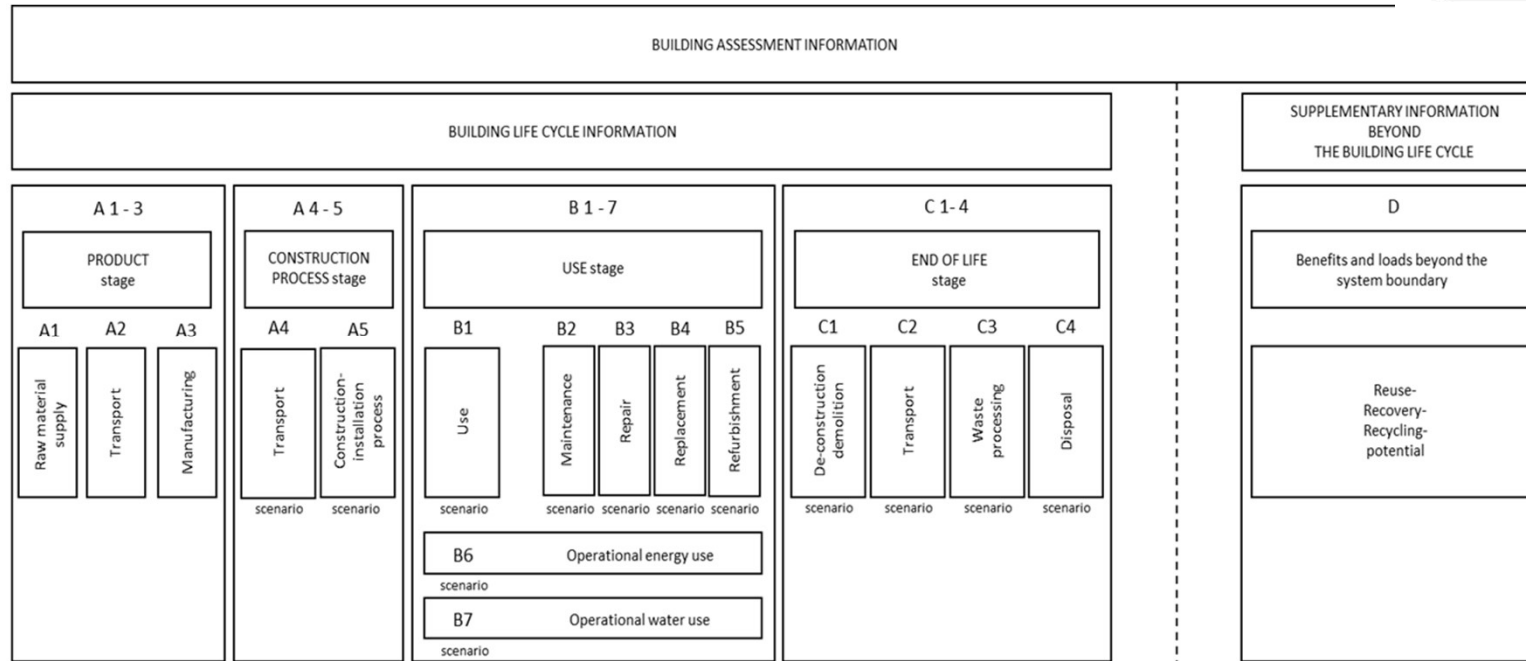 BUILDING ASSESSMENT INFORMATION
BUILDING LIFE CYCLE INFORMATION
SUPPLEMENTARY INFORMATION
BEYOND
THE BUILDING LIFE CYCLE
A 1 - 3
PRODUCT
stage
A1
A2
A3
Raw material
supply
Transport
Manufacturing
A 4 - 5
CONSTRUCTION
PROCESS stage
A4
A5
Transport
Construction-
installation
process
scenario
scenario
B 1 - 7
USE stage
B1
B2
B3
B4
B5
Use
Maintenance
Repair
Replacement
Refurbishment
scenario
scenario
scenario
scenario
scenario
B6
Operational energy use
scenario
B7
Operational water use
scenario
C 1- 4
END OF LIFE
stage
C1
C2
C3
C4
De-construction
demolition
Transport
Waste
processing
Disposal
scenario
scenario
scenario
scenario
D
Benefits and loads beyond the
system boundary
Reuse-
Recovery-
Recycling-
potential